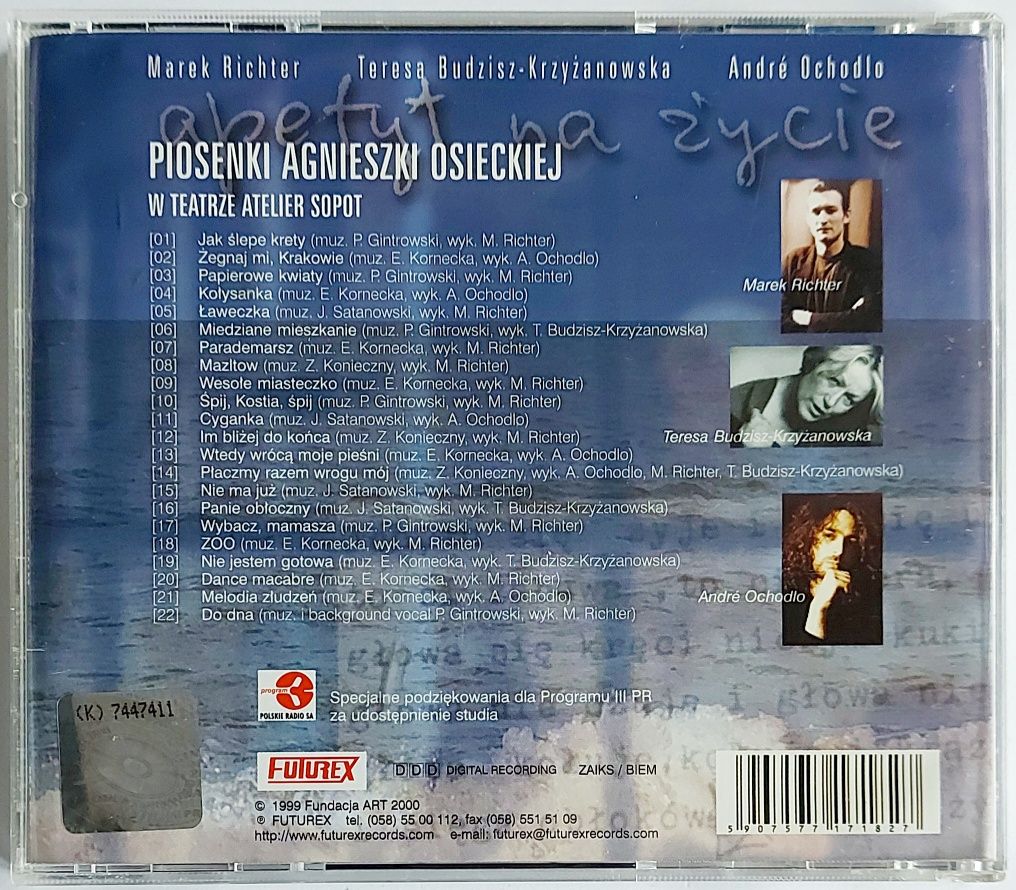 Marek Richter Teresa Budzisz-Krzyżanowska André Ochodlo
apetyt na życie
PIOSENKI AGNIESZKI OSIECKIEJ
W TEATRZE ATELIER SOPOT
[01] Jak ślepe krety (muz. P. Gintrowski, wyk. M. Richter)
[02] Żegnaj mi, Krakowie (muz. E. Kornecka, wyk. A. Ochodlo)
[03] Papierowe kwiaty (muz. P. Gintrowski, wyk. M. Richter)
[04] Kołysanka (muz. E. Kornecka, wyk. A. Ochodlo)
[05] Ławeczka (muz. J. Satanowski, wyk. M. Richter)
[06] Miedziane mieszkanie (muz. P. Gintrowski, wyk. T. Budzisz-Krzyżanowska)
[07] Parademarsz (muz. E. Kornecka, wyk. M. Richter)
[08] Mazltow (muz. Z. Konieczny, wyk. M. Richter)
[09] Wesołe miasteczko (muz. E. Kornecka, wyk. M. Richter)
[10] Śpij, Kostia, śpij (muz. P. Gintrowski, wyk. M. Richter)
[11] Cyganka (muz. J. Satanowski, wyk. A. Ochodlo)
[12] Im bliżej do końca (muz. Z. Konieczny, wyk. M. Richter)
[13] Wtedy wrócą moje pieśni (muz. E. Kornecka, wyk. A. Ochodlo)
[14] Płaczmy razem wrogu mój (muz. Z. Konieczny, wyk. A. Ochodlo, M. Richter, T. Budzisz-Krzyżanowska)
[15] Nie ma już (muz. J. Satanowski, wyk. M. Richter)
[16] Panie obłoczny (muz. J. Satanowski, wyk. T. Budzisz-Krzyżanowska)
[17] Wybacz, mamasza (muz. P. Gintrowski, wyk. M. Richter)
[18] ZOO (muz. E. Kornecka, wyk. M. Richter)
[19] Nie jestem gotowa (muz. E. Kornecka, wyk. T. Budzisz-Krzyżanowska)
[20] Dance macabre (muz. E. Kornecka, wyk. M. Richter)
[21] Melodia złudzeń (muz. E. Kornecka, wyk. A. Ochodlo)
[22] Do dna (muz. i background vocal P. Gintrowski, wyk. M. Richter)
Marek Richter
Teresa Budzisz-Krzyżanowska
André Ochodlo
głowa się kręci
i głowa
program 3
POLSKIE RADIO SA
Specjalne podziękowania dla Programu III PR
za udostępnienie studia
(K) 7447411
FUTUREX
DDD DIGITAL RECORDING ZAIKS / BIEM
© 1999 Fundacja ART 2000
℗ FUTUREX tel. (058) 55 00 112, fax (058) 551 51 09
http://www.futurexrecords.com e-mail: futurex@futurexrecords.com
5 907577 171827